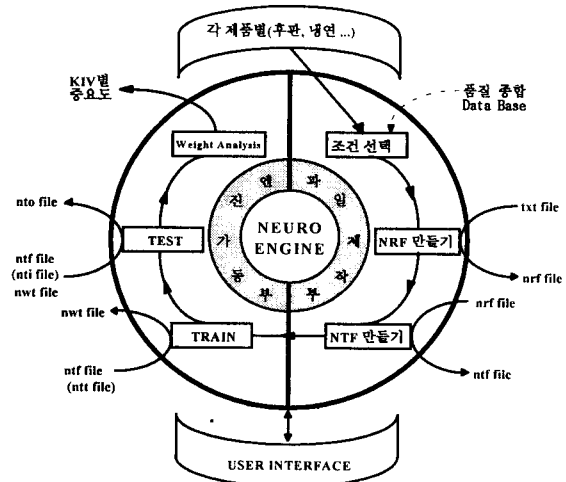 각 제품별(후판, 냉연 ...)
KIV별
중요도
품질 종합
Data Base
Weight Analysis
조건 선택
엔진가동부
파일제작부
NEURO
ENGINE
nto file
TEST
ntf file
(nti file)
nwt file
NRF 만들기
txt file
nrf file
nwt file
TRAIN
ntf file
(ntt file)
NTF 만들기
nrf file
ntf file
USER INTERFACE